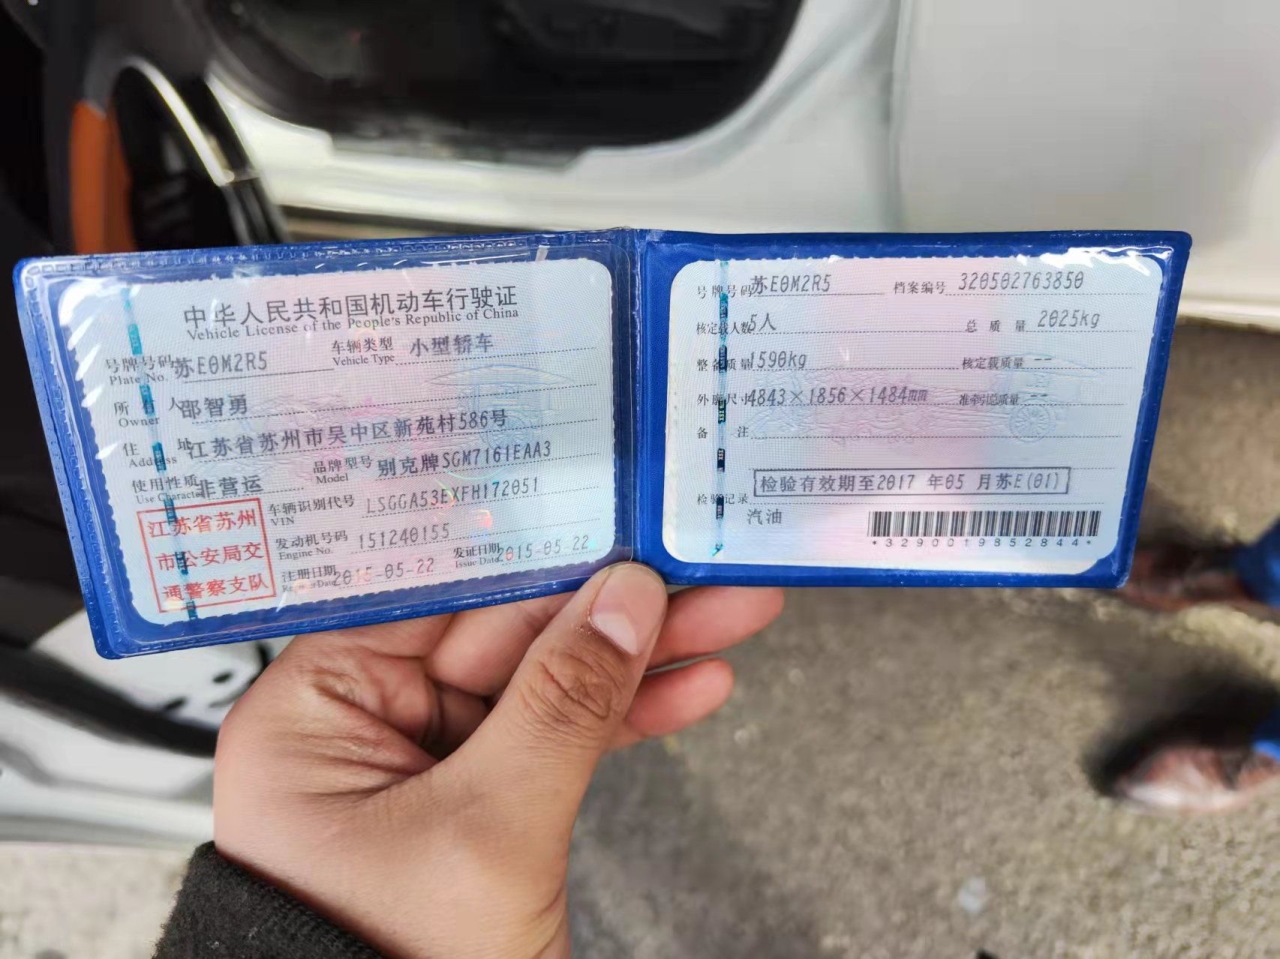 中华人民共和国机动车行驶证
Vehicle License of the People's Republic of China
号牌号码 苏E0M2R5 车辆类型 小型轿车
Plate No. Vehicle Type
所有人 邵智勇
Owner
住址 江苏省苏州市吴中区新苑村586号
Address
使用性质 非营运 品牌型号 别克牌SGM7161EAA3
Use Character Model
江苏省苏州
市公安局交
通警察支队
车辆识别代号 LSGGA53EXFH172051
VIN
发动机号码 151240155
Engine No.
注册日期 2015-05-22 发证日期 2015-05-22
Register Date Issue Date
号牌号码 苏E0M2R5 档案编号 320502763850
核定载人数 5人 总质量 2025kg
整备质量 1590kg 核定载质量 --
外廓尺寸 4843×1856×1484mm 准牵引总质量 --
备注
检验有效期至2017 年05 月苏E(01)
检验记录
汽油
*3290019852844*